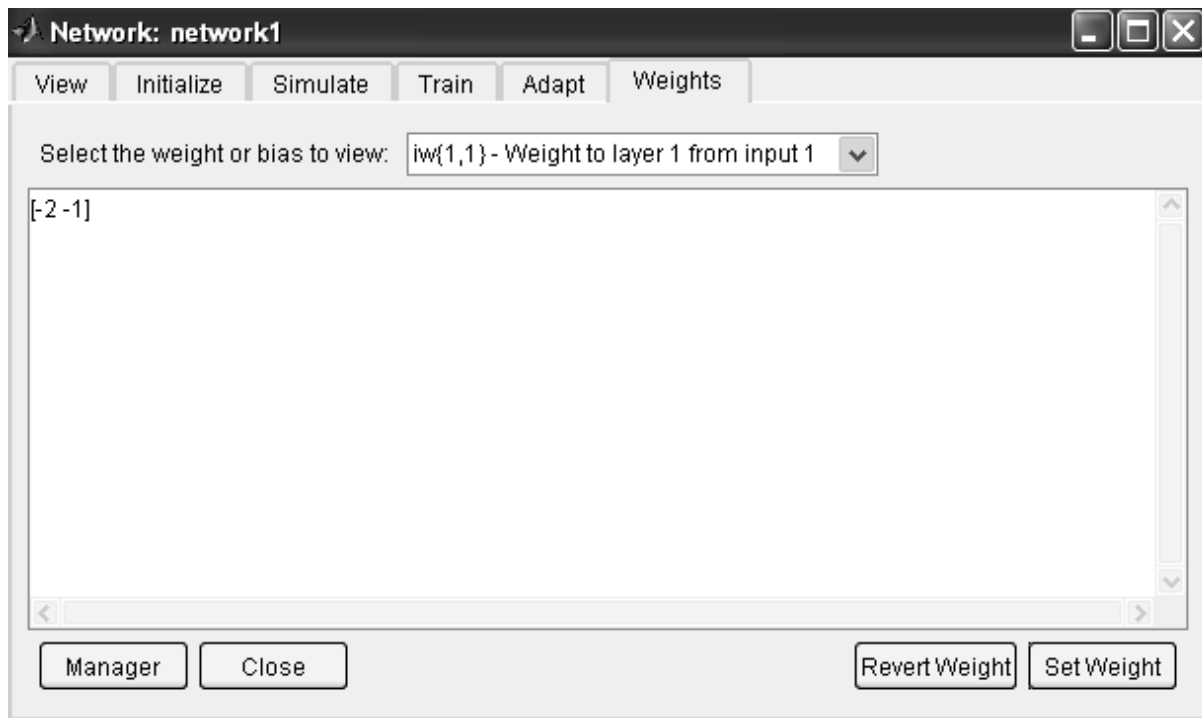 Network: network1
View Initialize Simulate Train Adapt Weights
Select the weight or bias to view: iw{1,1} - Weight to layer 1 from input 1
[-2 -1]
Manager Close Revert Weight Set Weight